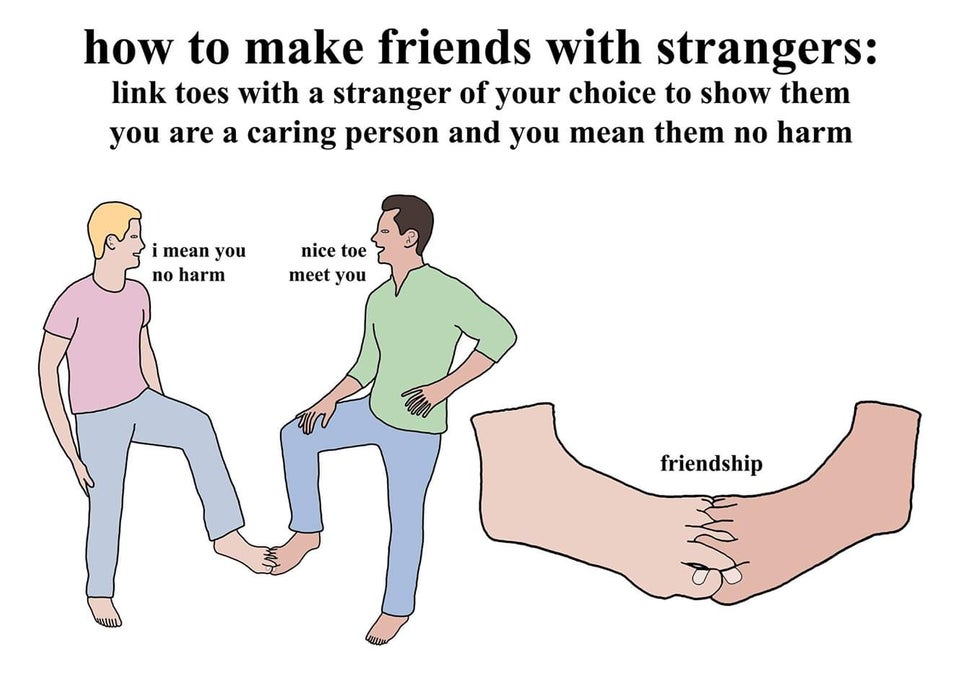 how to make friends with strangers:
link toes with a stranger of your choice to show them
you are a caring person and you mean them no harm
i mean you
no harm
nice toe
meet you
friendship